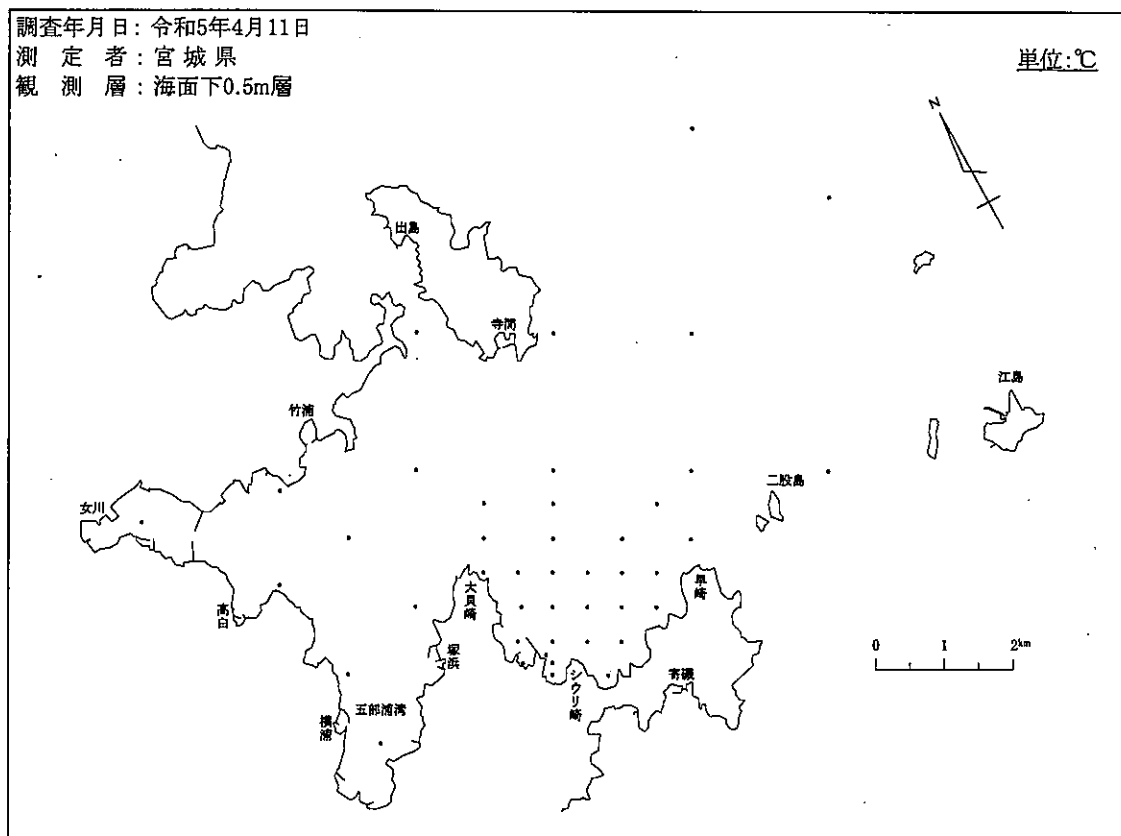 調査年月日：令和5年4月11日
測定者：宮城県
観測層：海面下0.5m層
単位:℃
N
出島
寺間
江島
竹浦
二股島
女川
大貝崎
早崎
高白
塚浜
シウリ崎
寄磯
0 1 2km
五部浦湾
横浦